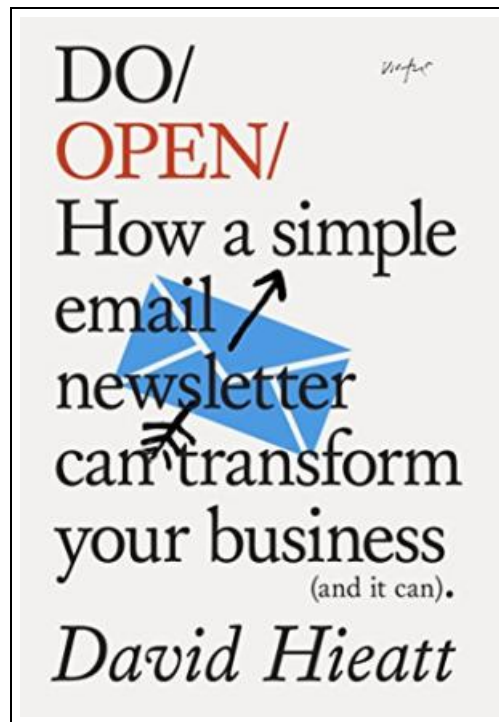 DO/
OPEN/
How a simple
email
newsletter
can transform
your business
(and it can).
David Hieatt